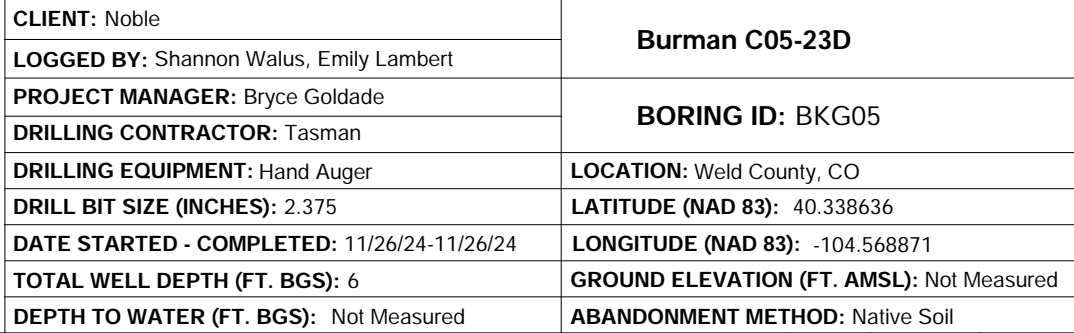 CLIENT: Noble
LOGGED BY: Shannon Walus, Emily Lambert
Burman C05-23D
PROJECT MANAGER: Bryce Goldade
DRILLING CONTRACTOR: Tasman
BORING ID: BKG05
DRILLING EQUIPMENT: Hand Auger
LOCATION: Weld County, CO
DRILL BIT SIZE (INCHES): 2.375
LATITUDE (NAD 83): 40.338636
DATE STARTED - COMPLETED: 11/26/24-11/26/24
LONGITUDE (NAD 83): -104.568871
TOTAL WELL DEPTH (FT. BGS): 6
GROUND ELEVATION (FT. AMSL): Not Measured
DEPTH TO WATER (FT. BGS): Not Measured
ABANDONMENT METHOD: Native Soil